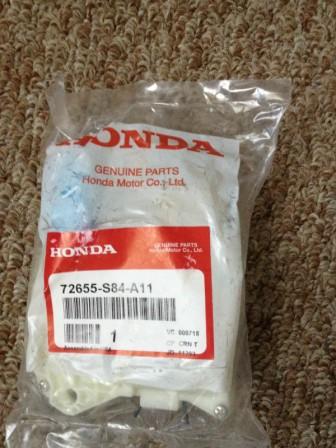 HONDA
GENUINE PARTS
Honda Motor Co., Ltd.
HONDA
GENUINE PARTS
Honda Motor Co., Ltd.
72655-S84-A11
1